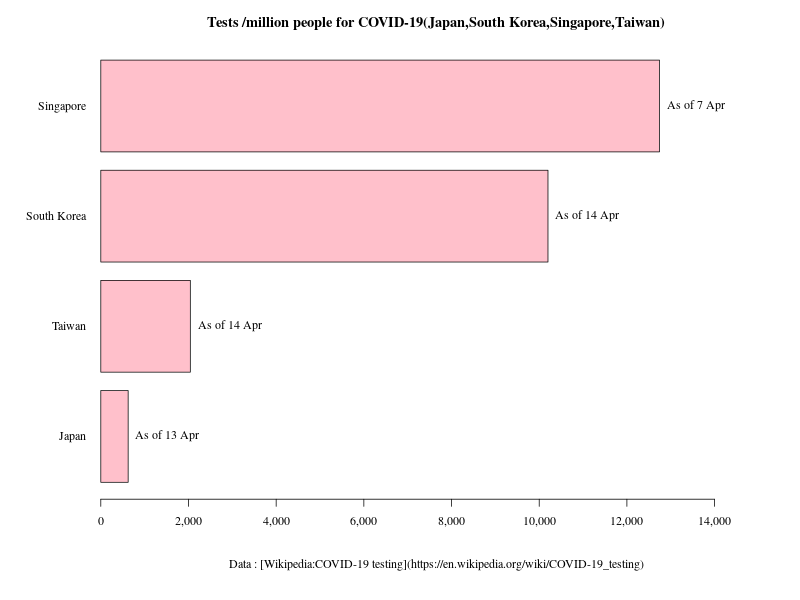 Tests /million people for COVID-19(Japan,South Korea,Singapore,Taiwan)
Singapore
As of 7 Apr
South Korea
As of 14 Apr
Taiwan
As of 14 Apr
Japan
As of 13 Apr
0 2,000 4,000 6,000 8,000 10,000 12,000 14,000
Data : [Wikipedia:COVID-19 testing](https://en.wikipedia.org/wiki/COVID-19_testing)